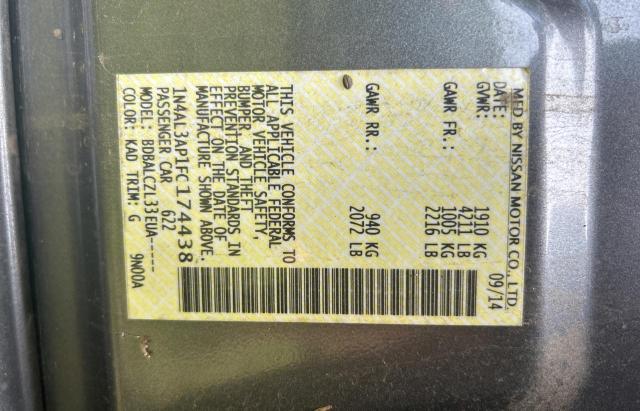 MFD BY NISSAN MOTOR CO., LTD.
DATE: 09/14
GVWR: 1910 KG
4211 LB
GAWR FR.: 1005 KG
2216 LB
GAWR RR.: 940 KG
2072 LB
THIS VEHICLE CONFORMS TO
ALL APPLICABLE FEDERAL
MOTOR VEHICLE SAFETY,
BUMPER, AND THEFT
PREVENTION STANDARDS IN
EFFECT ON THE DATE OF
MANUFACTURE SHOWN ABOVE.
1N4AL3AP1FC174438
PASSENGER CAR 622
MODEL: BDBALCZL33EUA-----
COLOR: KAD TRIM: G 9N00A